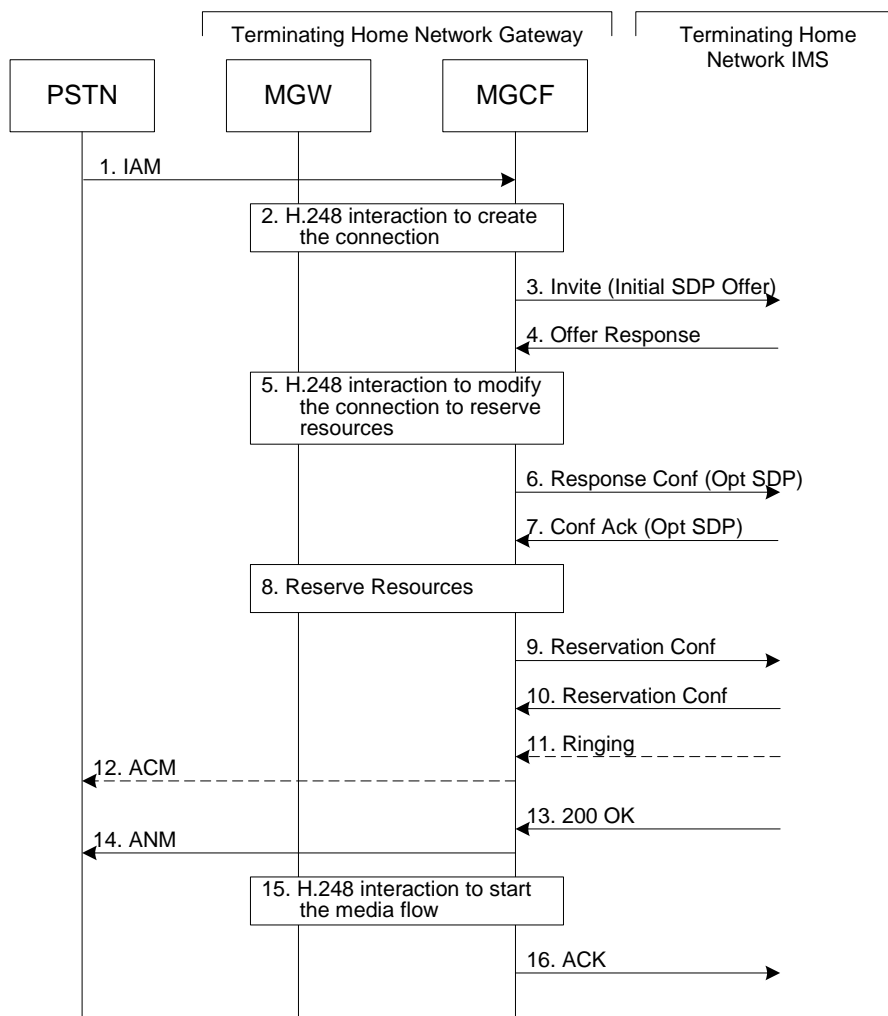 Terminating Home Network Gateway
Terminating Home
Network IMS
PSTN
MGW
MGCF
1. IAM
2. H.248 interaction to create
the connection
3. Invite (Initial SDP Offer)
4. Offer Response
5. H.248 interaction to modify
the connection to reserve
resources
6. Response Conf (Opt SDP)
7. Conf Ack (Opt SDP)
8. Reserve Resources
9. Reservation Conf
10. Reservation Conf
11. Ringing
12. ACM
13. 200 OK
14. ANM
15. H.248 interaction to start
the media flow
16. ACK